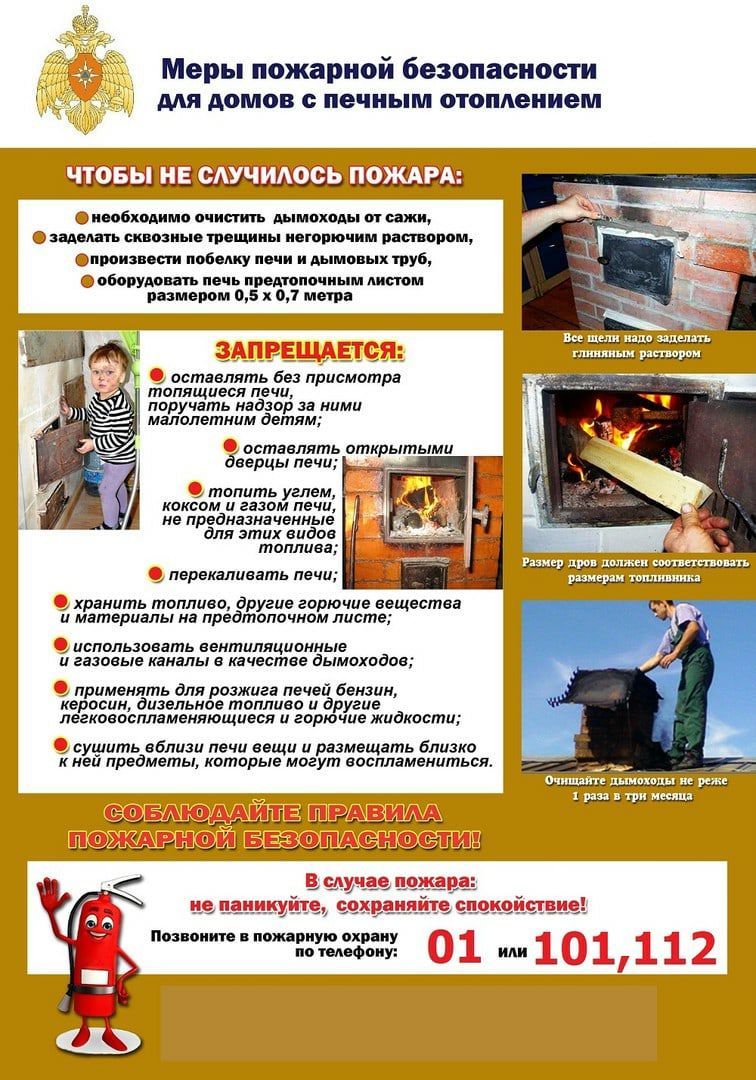 Меры пожарной безопасности
для домов с печным отоплением
ЧТОБЫ НЕ СЛУЧИЛОСЬ ПОЖАРА:
необходимо очистить дымоходы от сажи,
заделать сквозные трещины негорючим раствором,
произвести побелку печи и дымовых труб,
оборудовать печь предтопочным листом
размером 0,5 х 0,7 метра
Все щели надо заделать
глиняным раствором
ЗАПРЕЩАЕТСЯ:
оставлять без присмотра
топящиеся печи,
поручать надзор за ними
малолетним детям;
оставлять открытыми
дверцы печи;
топить углем,
коксом и газом печи,
не предназначенные
для этих видов
топлива;
перекаливать печи;
хранить топливо, другие горючие вещества
и материалы на предтопочном листе;
использовать вентиляционные
и газовые каналы в качестве дымоходов;
применять для розжига печей бензин,
керосин, дизельное топливо и другие
легковоспламеняющиеся и горючие жидкости;
сушить вблизи печи вещи и размещать близко
к ней предметы, которые могут воспламениться.
Размер дров должен соответствовать
размерам топливника
Очищайте дымоходы не реже
1 раза в три месяца
СОБЛЮДАЙТЕ ПРАВИЛА
ПОЖАРНОЙ БЕЗОПАСНОСТИ!
В случае пожара:
не паникуйте, сохраняйте спокойствие!
Позвоните в пожарную охрану
по телефону:
01 или 101,112